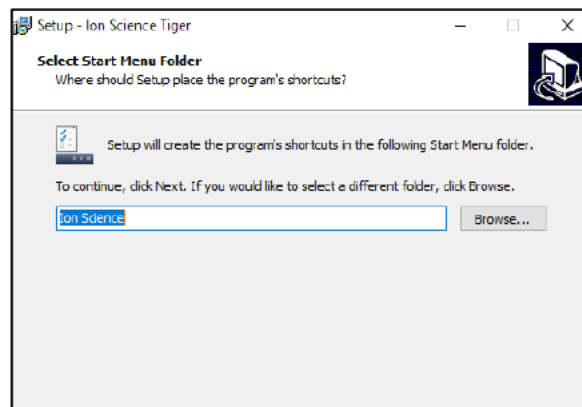 Setup - Ion Science Tiger
Select Start Menu Folder
Where should Setup place the program's shortcuts?
Setup will create the program's shortcuts in the following Start Menu folder.
To continue, click Next. If you would like to select a different folder, click Browse.
Ion Science
Browse...